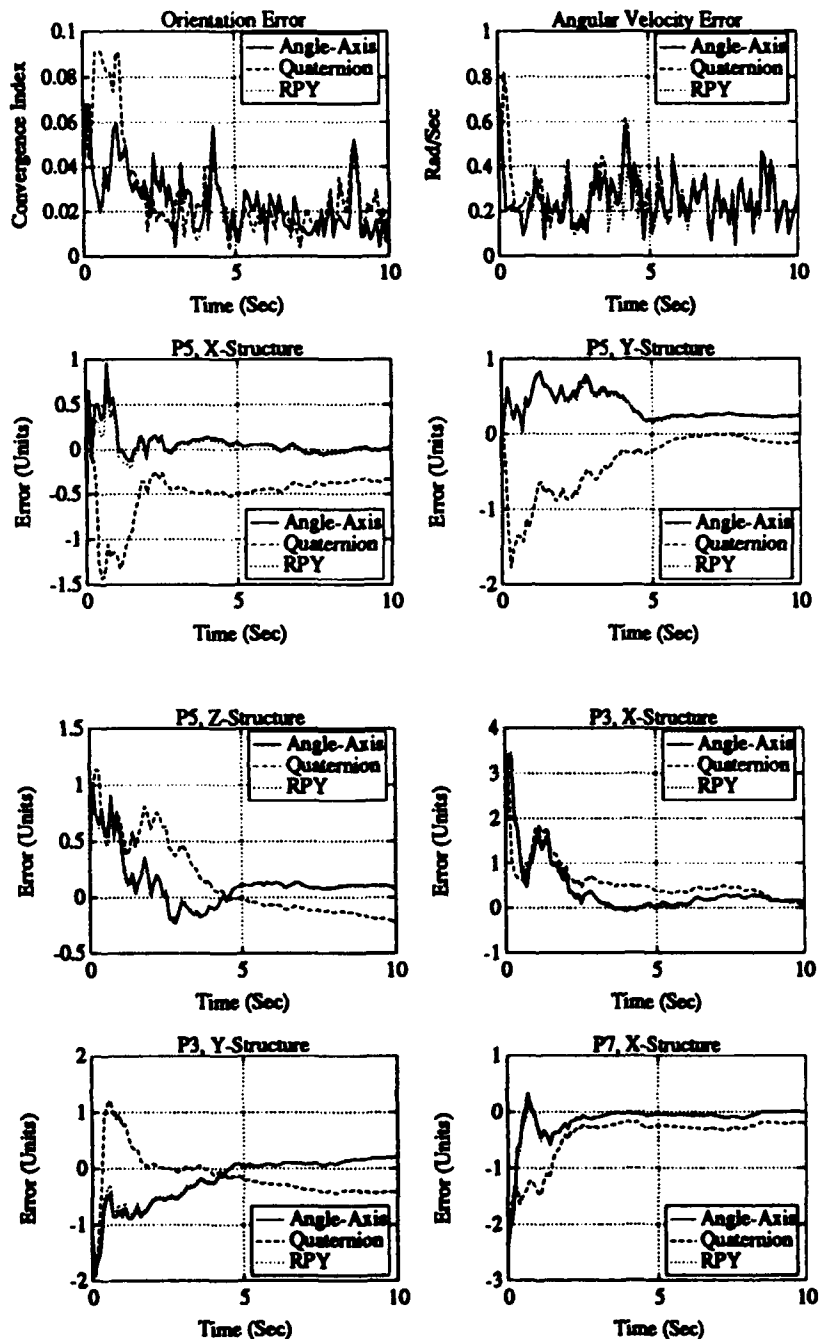 Orientation Error
Convergence Index
0.1
0.08
0.06
0.04
0.02
0
0
5
10
Time (Sec)
Angle-Axis
Quaternion
RPY
Angular Velocity Error
Rad/Sec
1
0.8
0.6
0.4
0.2
0
0
5
10
Time (Sec)
Angle-Axis
Quaternion
RPY
P5, X-Structure
Error (Units)
1
0.5
0
-0.5
-1
-1.5
0
5
10
Time (Sec)
Angle-Axis
Quaternion
RPY
P5, Y-Structure
Error (Units)
1
0
-1
-2
0
5
10
Time (Sec)
Angle-Axis
Quaternion
RPY
P5, Z-Structure
Error (Units)
1.5
1
0.5
0
-0.5
0
5
10
Time (Sec)
Angle-Axis
Quaternion
RPY
P3, X-Structure
Error (Units)
4
3
2
1
0
-1
0
5
10
Time (Sec)
Angle-Axis
Quaternion
RPY
P3, Y-Structure
Error (Units)
2
1
0
-1
-2
0
5
10
Time (Sec)
Angle-Axis
Quaternion
RPY
P7, X-Structure
Error (Units)
1
0
-1
-2
-3
0
5
10
Time (Sec)
Angle-Axis
Quaternion
RPY